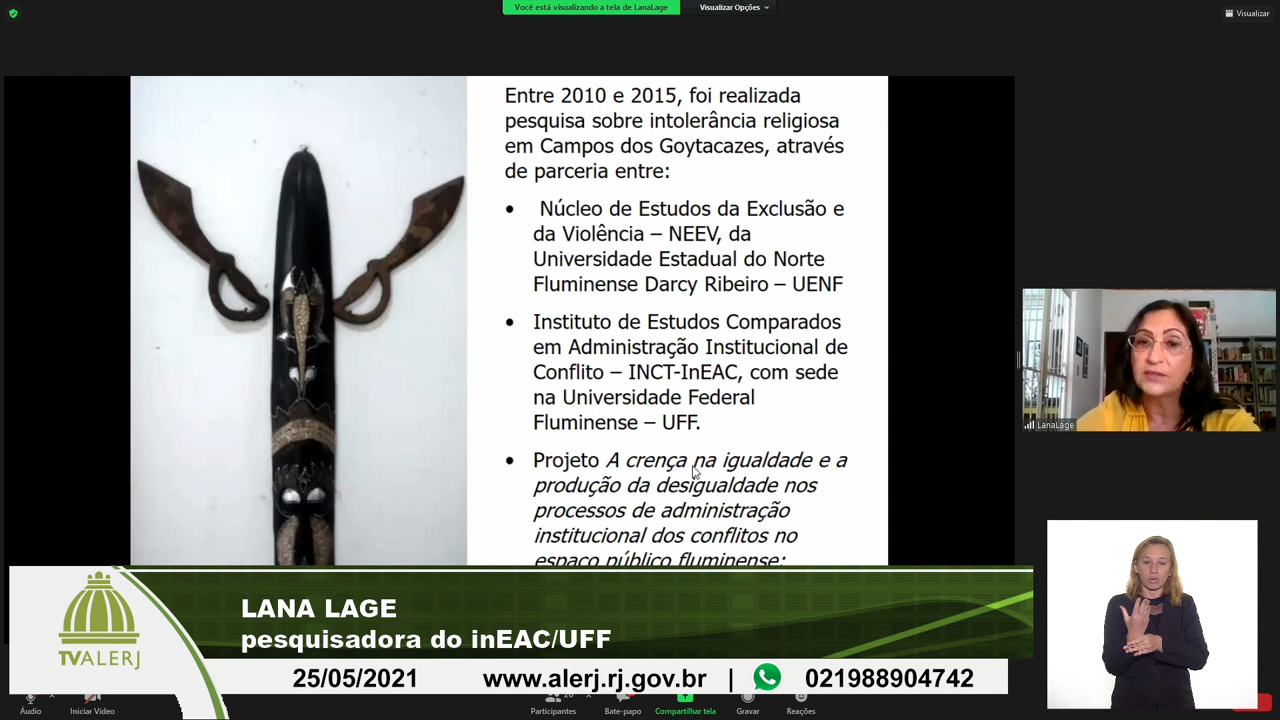 Você está visualizando a tela de LanaLage
Visualizar Opções
Visualizar
Entre 2010 e 2015, foi realizada
pesquisa sobre intolerância religiosa
em Campos dos Goytacazes, através
de parceria entre:
• Núcleo de Estudos da Exclusão e
da Violência – NEEV, da
Universidade Estadual do Norte
Fluminense Darcy Ribeiro – UENF
• Instituto de Estudos Comparados
em Administração Institucional de
Conflito – INCT-InEAC, com sede
na Universidade Federal
Fluminense – UFF.
• Projeto A crença na igualdade e a
produção da desigualdade nos
processos de administração
institucional dos conflitos no
espaço público fluminense:
LanaLage
LANA LAGE
pesquisadora do inEAC/UFF
TVALERJ
25/05/2021 www.alerj.rj.gov.br | 021988904742
Áudio
Iniciar Vídeo
Participantes
Bate-papo
Compartilhar tela
Gravar
Reações